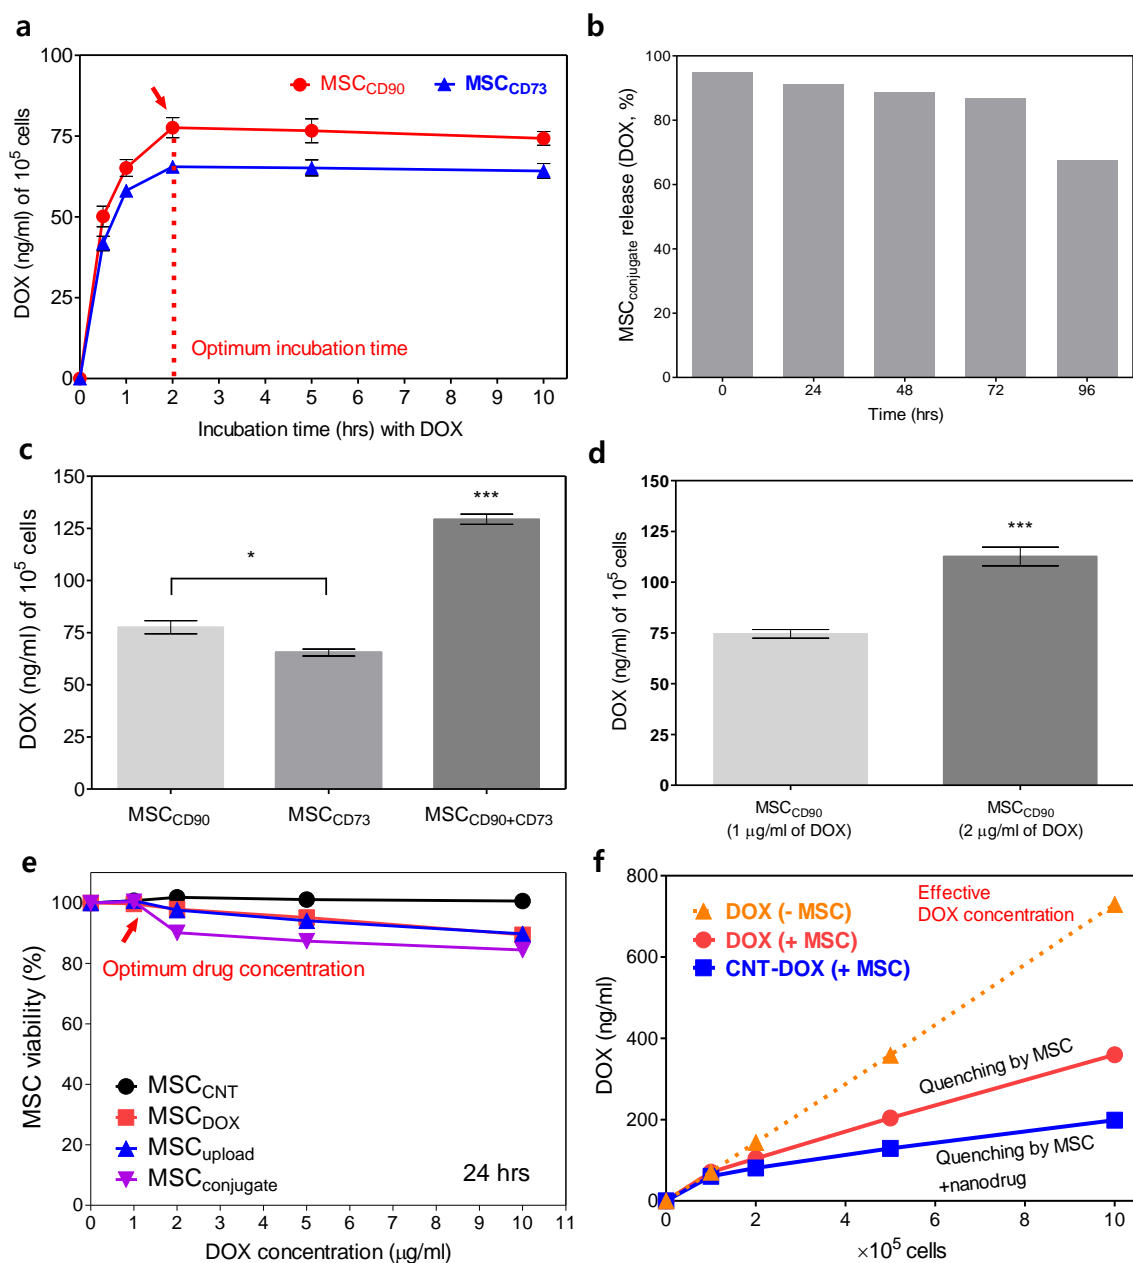 a
100
75
50
25
0
DOX (ng/ml) of 10⁵ cells
MSC_CD90 MSC_CD73
Optimum incubation time
0 1 2 3 4 5 6 7 8 9 10
Incubation time (hrs) with DOX
b
100
90
80
70
60
50
40
30
20
10
0
MSC_conjugate release (DOX, %)
0 24 48 72 96
Time (hrs)
c
150
125
100
75
50
25
0
DOX (ng/ml) of 10⁵ cells
*
***
MSC_CD90 MSC_CD73 MSC_CD90+CD73
d
150
125
100
75
50
25
0
DOX (ng/ml) of 10⁵ cells
***
MSC_CD90
(1 μg/ml of DOX)
MSC_CD90
(2 μg/ml of DOX)
e
100
80
60
40
20
0
MSC viability (%)
Optimum drug concentration
MSC_CNT
MSC_DOX
MSC_upload
MSC_conjugate
24 hrs
0 1 2 3 4 5 6 7 8 9 10 11
DOX concentration (μg/ml)
f
800
600
400
200
0
DOX (ng/ml)
DOX (- MSC)
DOX (+ MSC)
CNT-DOX (+ MSC)
Effective
DOX concentration
Quenching by MSC
Quenching by MSC
+nanodrug
0 2 4 6 8 10
×10⁵ cells